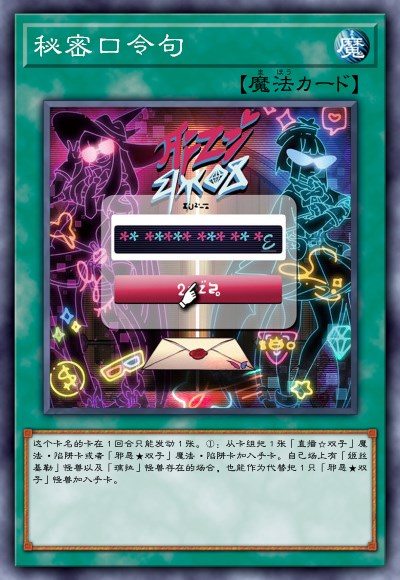 秘密口令句
魔
【魔法カード】
ま ほう
** ***** *** ** *
这个卡名的卡在1回合只能发动1张。①：从卡组把1张「直播☆双子」魔
法·陷阱卡或者「邪恶★双子」魔法·陷阱卡加入手卡。自己场上有「姬丝
基勒」怪兽以及「璃拉」怪兽存在的场合，也能作为代替把1只「邪恶★双
子」怪兽加入手卡。